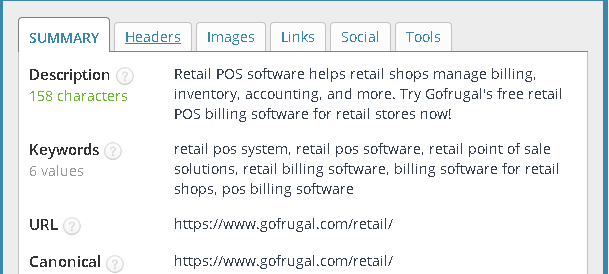 SUMMARY Headers Images Links Social Tools
Description ? Retail POS software helps retail shops manage billing,
158 characters inventory, accounting, and more. Try Gofrugal's free retail
POS billing software for retail stores now!
Keywords ? retail pos system, retail pos software, retail point of sale
6 values solutions, retail billing software, billing software for retail
shops, pos billing software
URL ? https://www.gofrugal.com/retail/
Canonical ? https://www.gofrugal.com/retail/